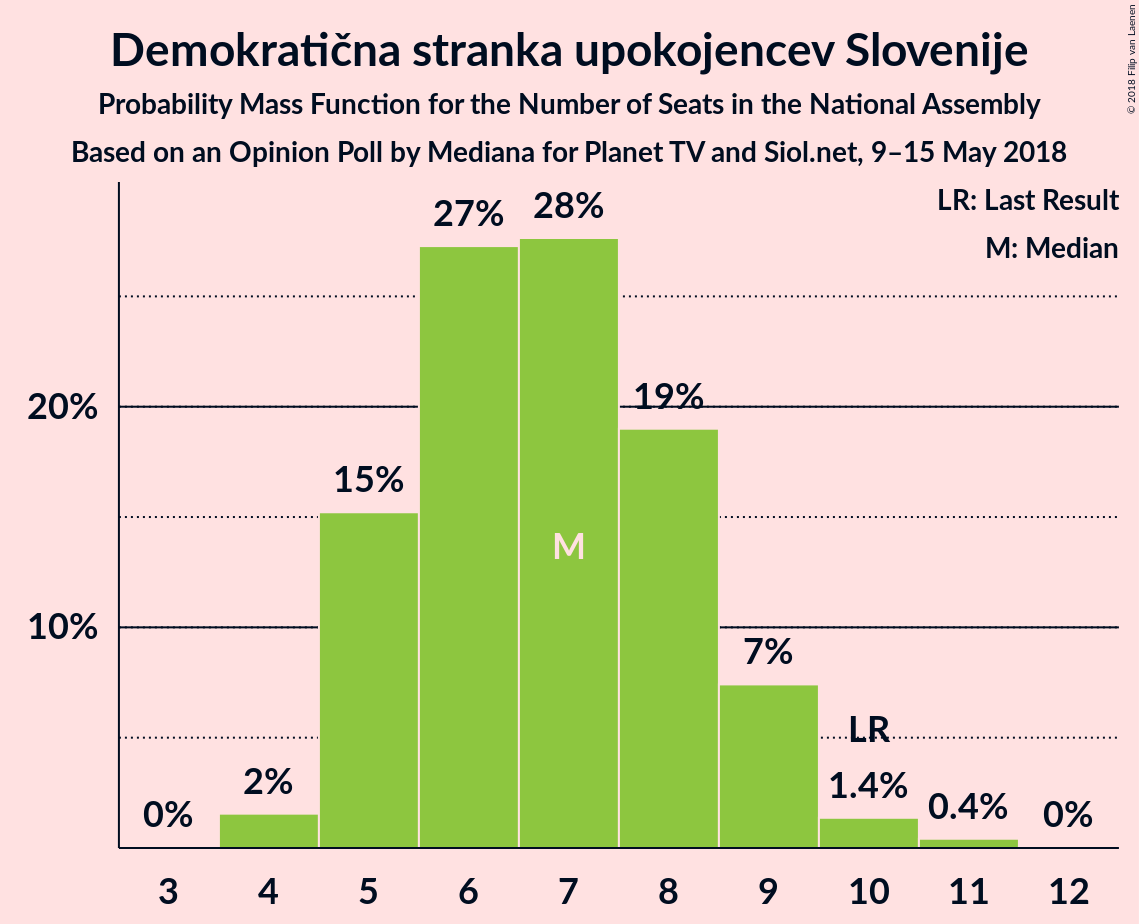 Demokratična stranka upokojencev Slovenije
Probability Mass Function for the Number of Seats in the National Assembly
Based on an Opinion Poll by Mediana for Planet TV and Siol.net, 9–15 May 2018
© 2018 Filip van Laenen
LR: Last Result
M: Median
27%
28%
20%
19%
15%
M
10%
7%
LR
2%
1.4%
0.4%
0%
0%
3 4 5 6 7 8 9 10 11 12